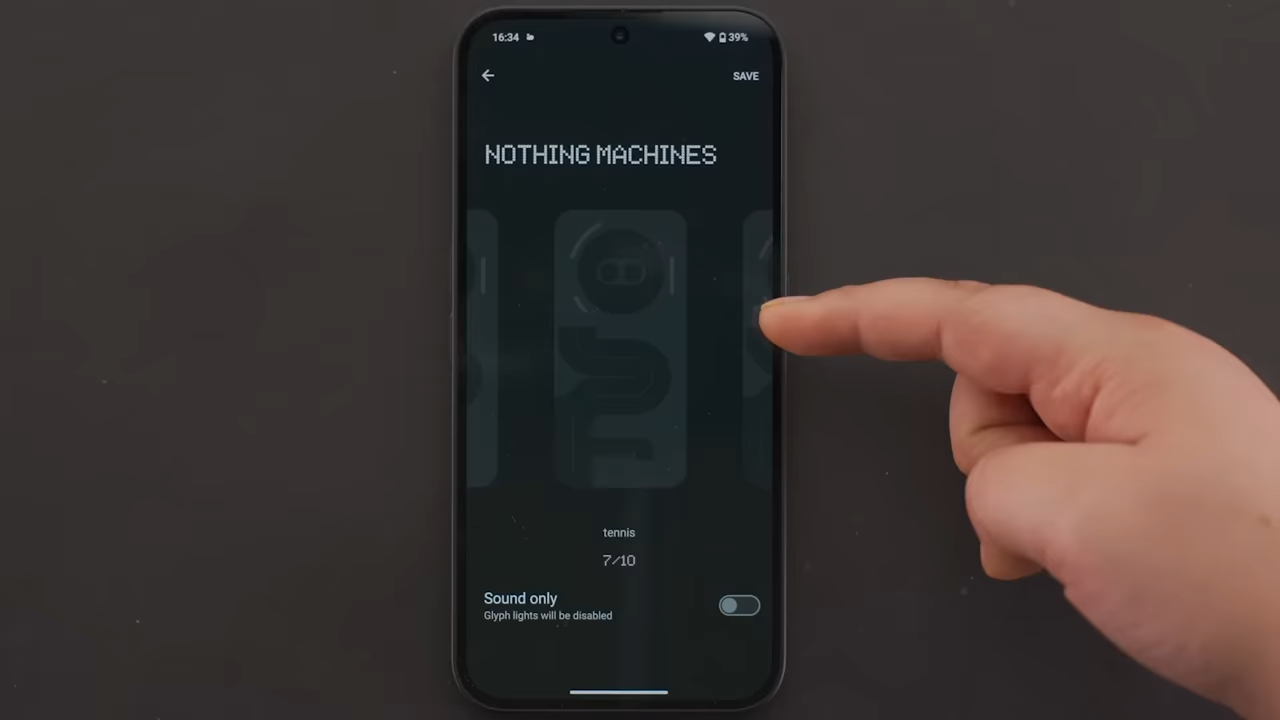 16:34
39%
SAVE
NOTHING MACHINES
tennis
7/10
Sound only
Glyph lights will be disabled